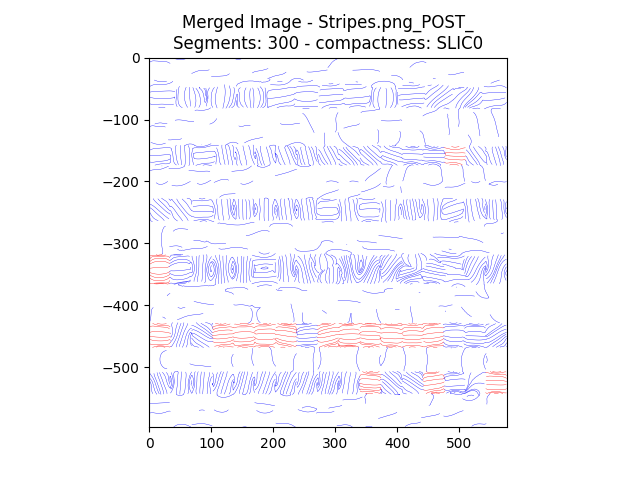 Merged Image - Stripes.png_POST_
Segments: 300 - compactness: SLIC0
0
−100
−200
−300
−400
−500
0 100 200 300 400 500